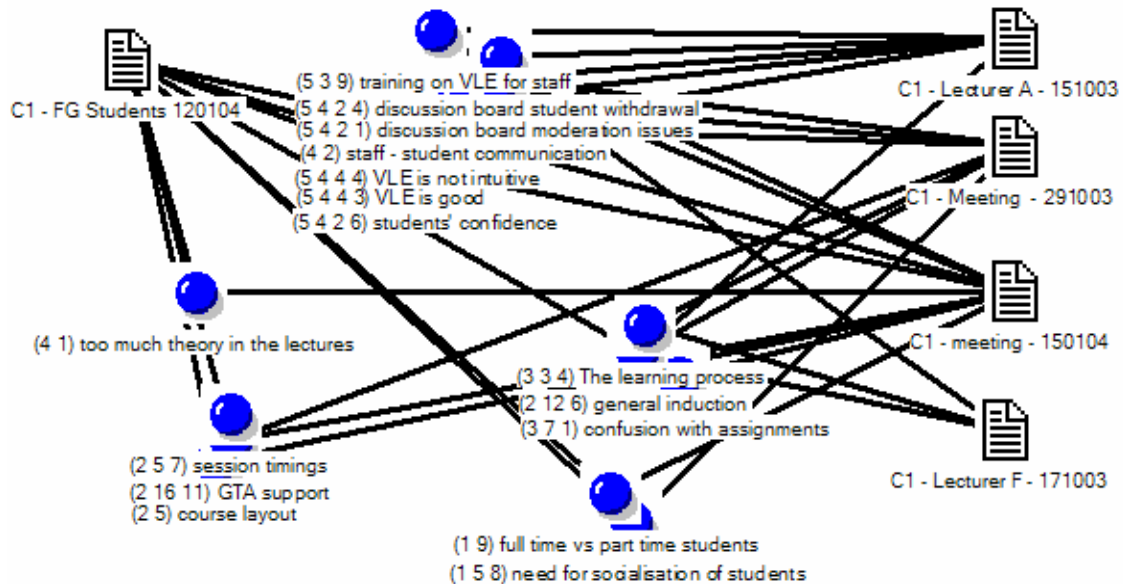 C1 - FG Students 120104
(5 3 9) training on VLE for staff
(5 4 2 4) discussion board student withdrawal
(5 4 2 1) discussion board moderation issues
(4 2) staff - student communication
(5 4 4 4) VLE is not intuitive
(5 4 4 3) VLE is good
(5 4 2 6) students' confidence
C1 - Lecturer A - 151003
C1 - Meeting - 291003
C1 - meeting - 150104
C1 - Lecturer F - 171003
(4 1) too much theory in the lectures
(3 3 4) The learning process
(2 12 6) general induction
(3 7 1) confusion with assignments
(2 5 7) session timings
(2 16 11) GTA support
(2 5) course layout
(1 9) full time vs part time students
(1 5 8) need for socialisation of students